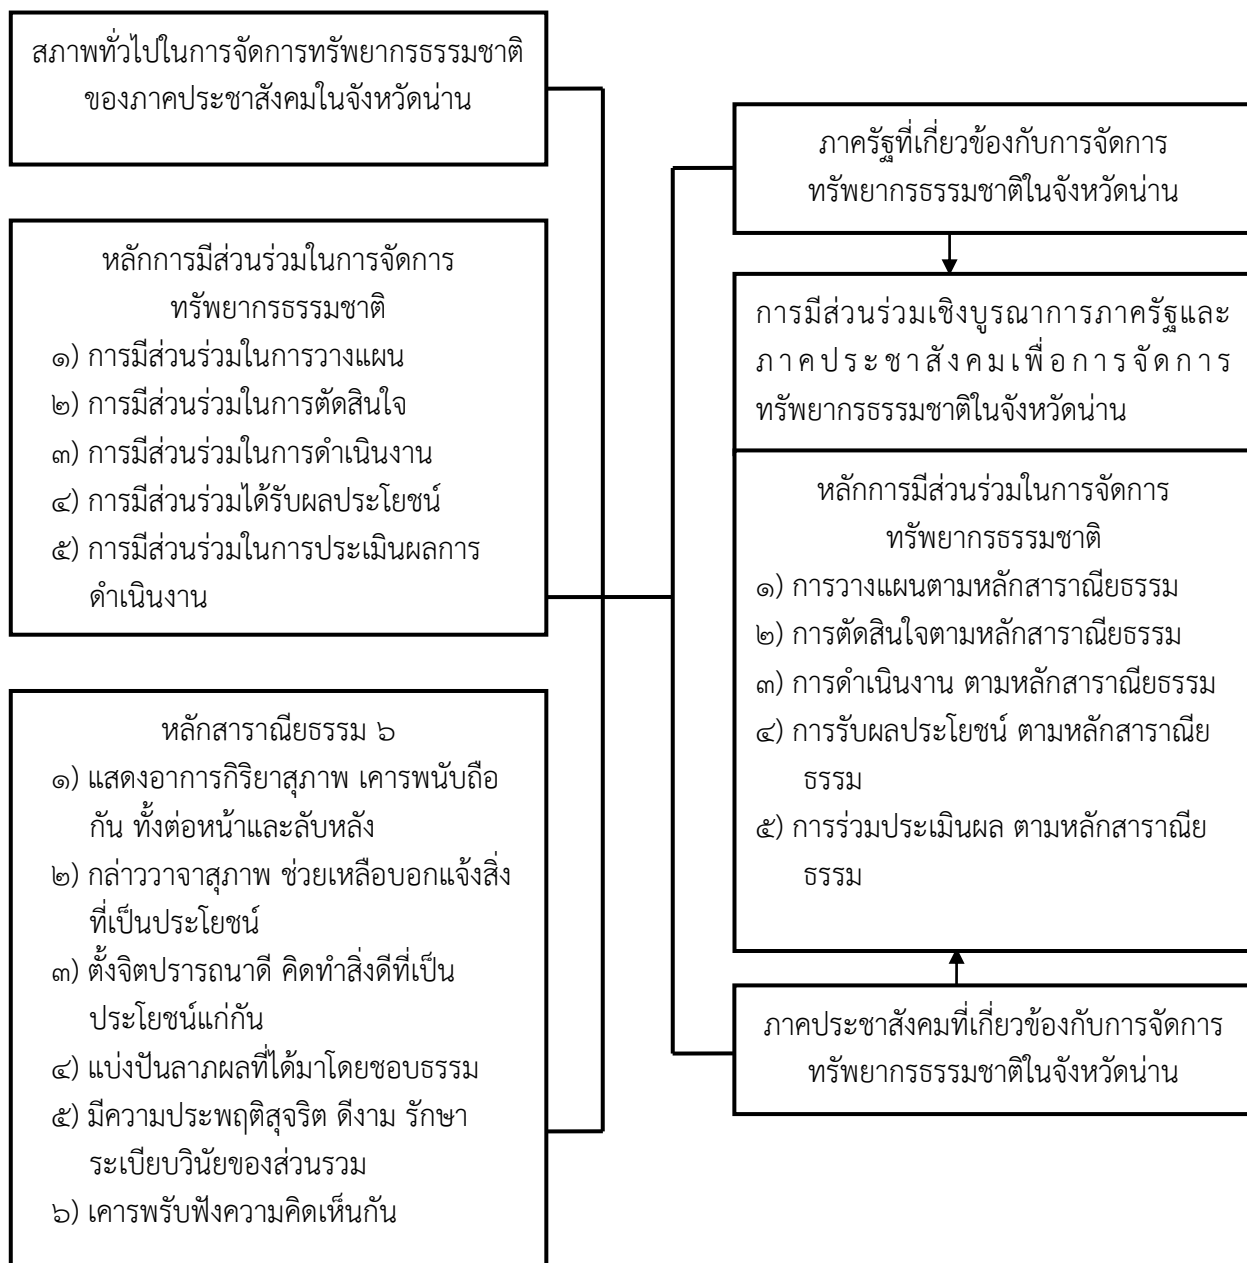 สภาพทั่วไปในการจัดการทรัพยากรธรรมชาติ
ของภาคประชาสังคมในจังหวัดน่าน
หลักการมีส่วนร่วมในการจัดการ
ทรัพยากรธรรมชาติ
๑) การมีส่วนร่วมในการวางแผน
๒) การมีส่วนร่วมในการตัดสินใจ
๓) การมีส่วนร่วมในการดำเนินงาน
๔) การมีส่วนร่วมได้รับผลประโยชน์
๕) การมีส่วนร่วมในการประเมินผลการ
ดำเนินงาน
หลักสาราณียธรรม ๖
๑) แสดงอาการกิริยาสุภาพ เคารพนับถือ
กัน ทั้งต่อหน้าและลับหลัง
๒) กล่าววาจาสุภาพ ช่วยเหลือบอกแจ้งสิ่ง
ที่เป็นประโยชน์
๓) ตั้งจิตปรารถนาดี คิดทำสิ่งดีที่เป็น
ประโยชน์แก่กัน
๔) แบ่งปันลาภผลที่ได้มาโดยชอบธรรม
๕) มีความประพฤติสุจริต ดีงาม รักษา
ระเบียบวินัยของส่วนรวม
๖) เคารพรับฟังความคิดเห็นกัน
ภาครัฐที่เกี่ยวข้องกับการจัดการ
ทรัพยากรธรรมชาติในจังหวัดน่าน
การมีส่วนร่วมเชิงบูรณาการภาครัฐและ
ภาคประชาสังคมเพื่อการจัดการ
ทรัพยากรธรรมชาติในจังหวัดน่าน
หลักการมีส่วนร่วมในการจัดการ
ทรัพยากรธรรมชาติ
๑) การวางแผนตามหลักสาราณียธรรม
๒) การตัดสินใจตามหลักสาราณียธรรม
๓) การดำเนินงาน ตามหลักสาราณียธรรม
๔) การรับผลประโยชน์ ตามหลักสาราณีย
ธรรม
๕) การร่วมประเมินผล ตามหลักสาราณีย
ธรรม
ภาคประชาสังคมที่เกี่ยวข้องกับการจัดการ
ทรัพยากรธรรมชาติในจังหวัดน่าน